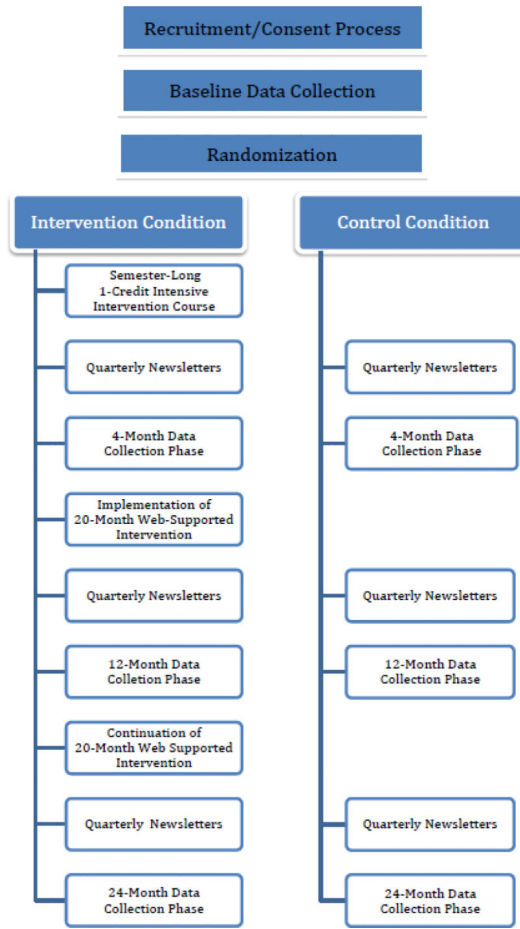 Recruitment/Consent Process
Baseline Data Collection
Randomization
Intervention Condition
Semester-Long
1-Credit Intensive
Intervention Course
Quarterly Newsletters
4-Month Data
Collection Phase
Implementation of
20-Month Web-Supported
Intervention
Quarterly Newsletters
12-Month Data
Colletion Phase
Continuation of
20-Month Web Supported
Intervention
Quarterly Newsletters
24-Month Data
Collection Phase
Control Condition
Quarterly Newsletters
4-Month Data
Collection Phase
Quarterly Newsletters
12-Month Data
Collection Phase
Quarterly Newsletters
24-Month Data
Collection Phase